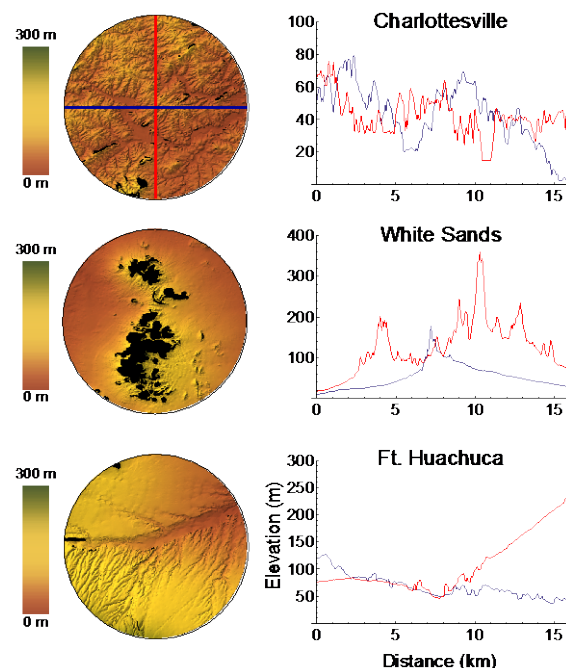 300 m
0 m
Charlottesville
100
80
60
40
20
0 5 10 15
300 m
0 m
White Sands
400
300
200
100
0 5 10 15
300 m
0 m
Ft. Huachuca
Elevation (m)
300
250
200
150
100
50
0 5 10 15
Distance (km)